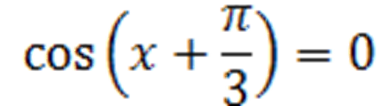 cos(x + π/3) = 0